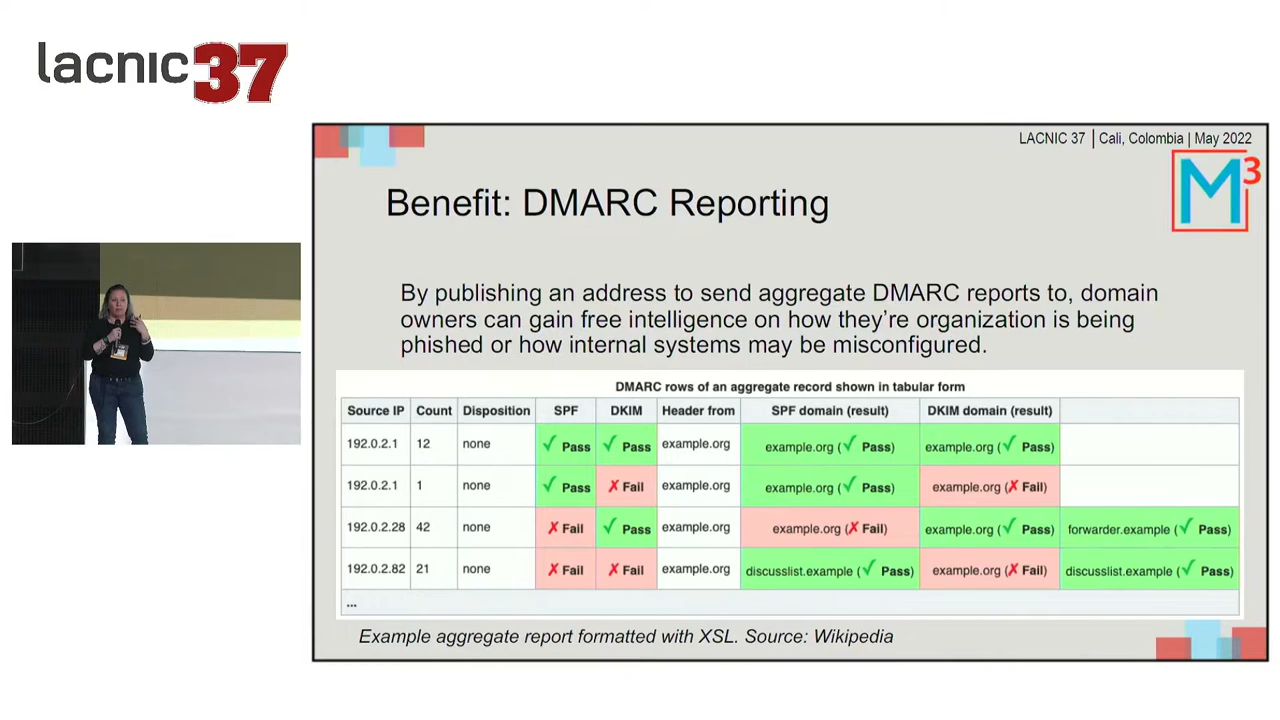 lacnic37
LACNIC 37 | Cali, Colombia | May 2022
M3
Benefit: DMARC Reporting
By publishing an address to send aggregate DMARC reports to, domain
owners can gain free intelligence on how they’re organization is being
phished or how internal systems may be misconfigured.
DMARC rows of an aggregate record shown in tabular form
Source IP Count Disposition SPF DKIM Header from SPF domain (result) DKIM domain (result)
192.0.2.1 12 none ✓ Pass ✓ Pass example.org example.org (✓ Pass) example.org (✓ Pass)
192.0.2.1 1 none ✓ Pass ✗ Fail example.org example.org (✓ Pass) example.org (✗ Fail)
192.0.2.28 42 none ✗ Fail ✓ Pass example.org example.org (✗ Fail) example.org (✓ Pass) forwarder.example (✓ Pass)
192.0.2.82 21 none ✗ Fail ✗ Fail example.org discusslist.example (✓ Pass) example.org (✗ Fail) discusslist.example (✓ Pass)
...
Example aggregate report formatted with XSL. Source: Wikipedia